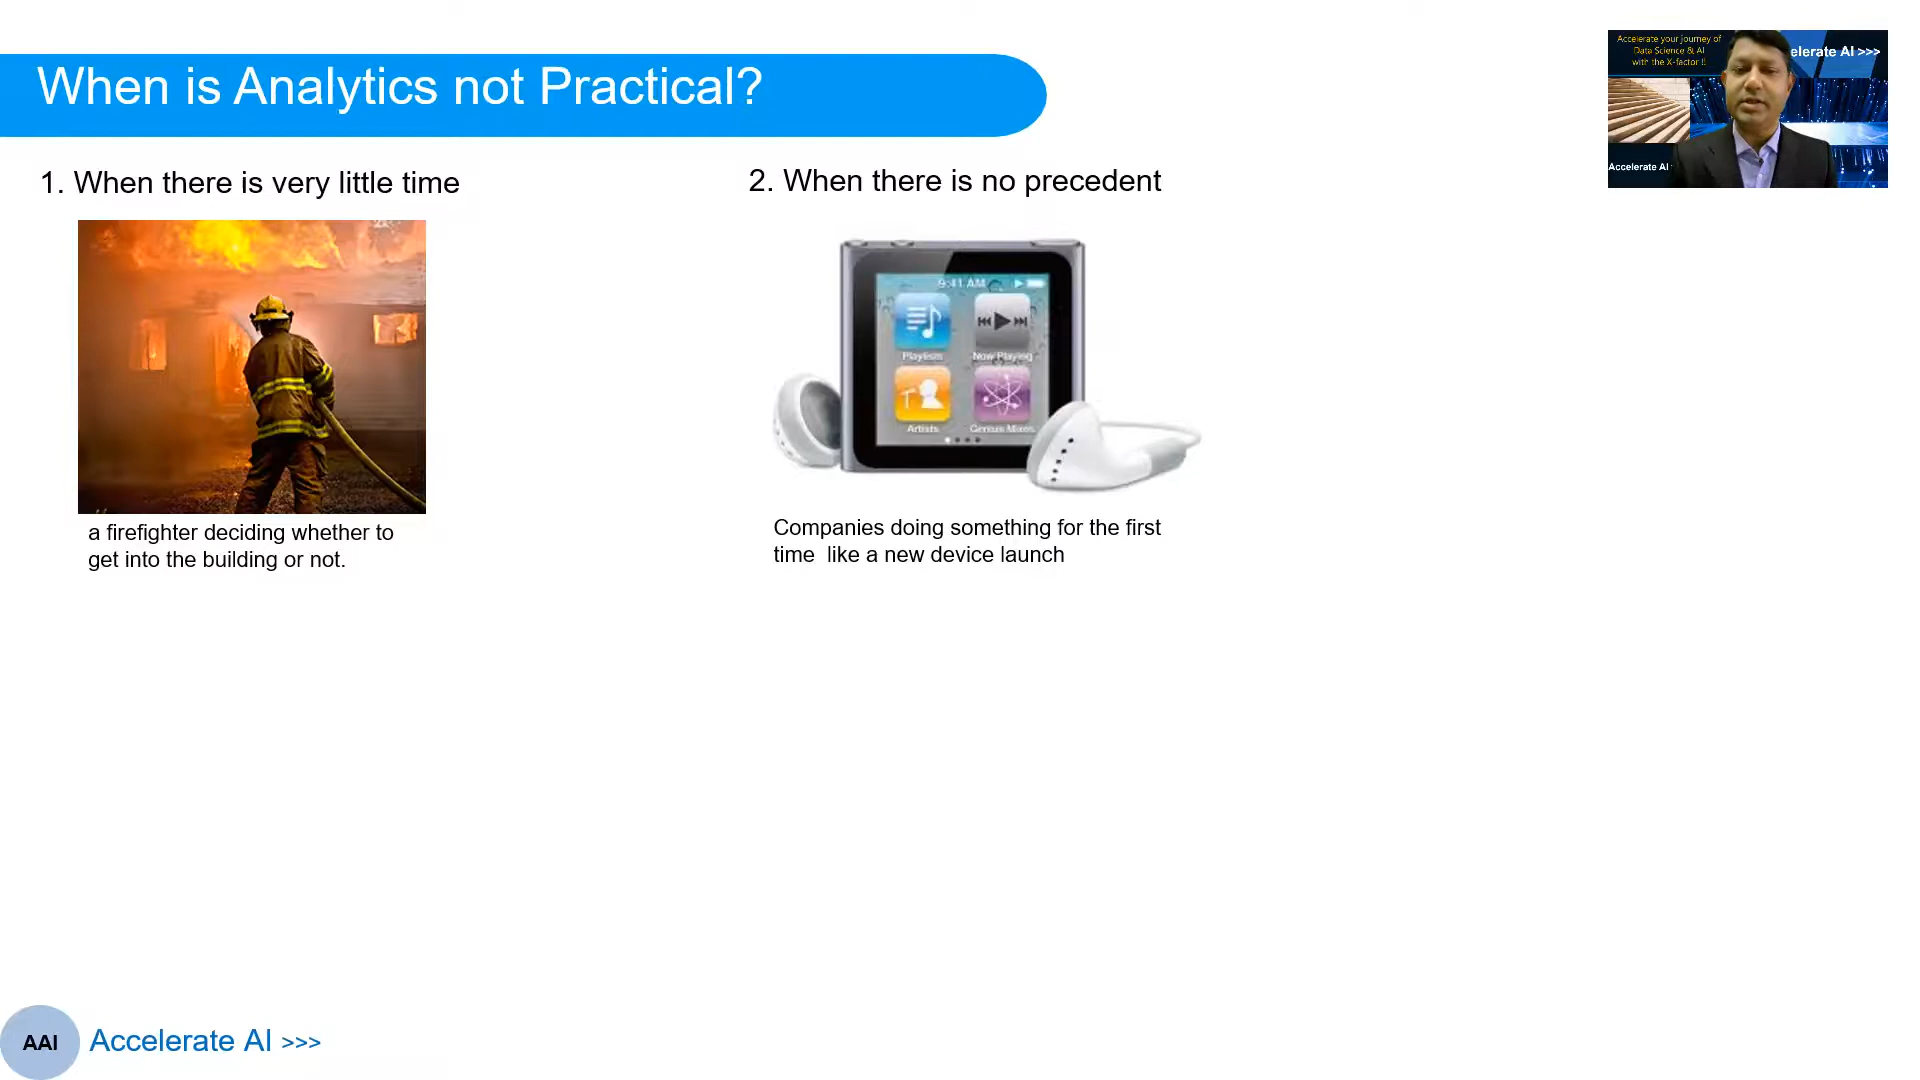 When is Analytics not Practical?
Accelerate your journey of
Data Science & AI
with the X-factor !!
elerate AI >>>
Accelerate AI
1. When there is very little time
2. When there is no precedent
9:41 AM
Playlists
Now Playing
Artists
Genius Mixes
a firefighter deciding whether to
get into the building or not.
Companies doing something for the first
time  like a new device launch
AAI
Accelerate AI >>>